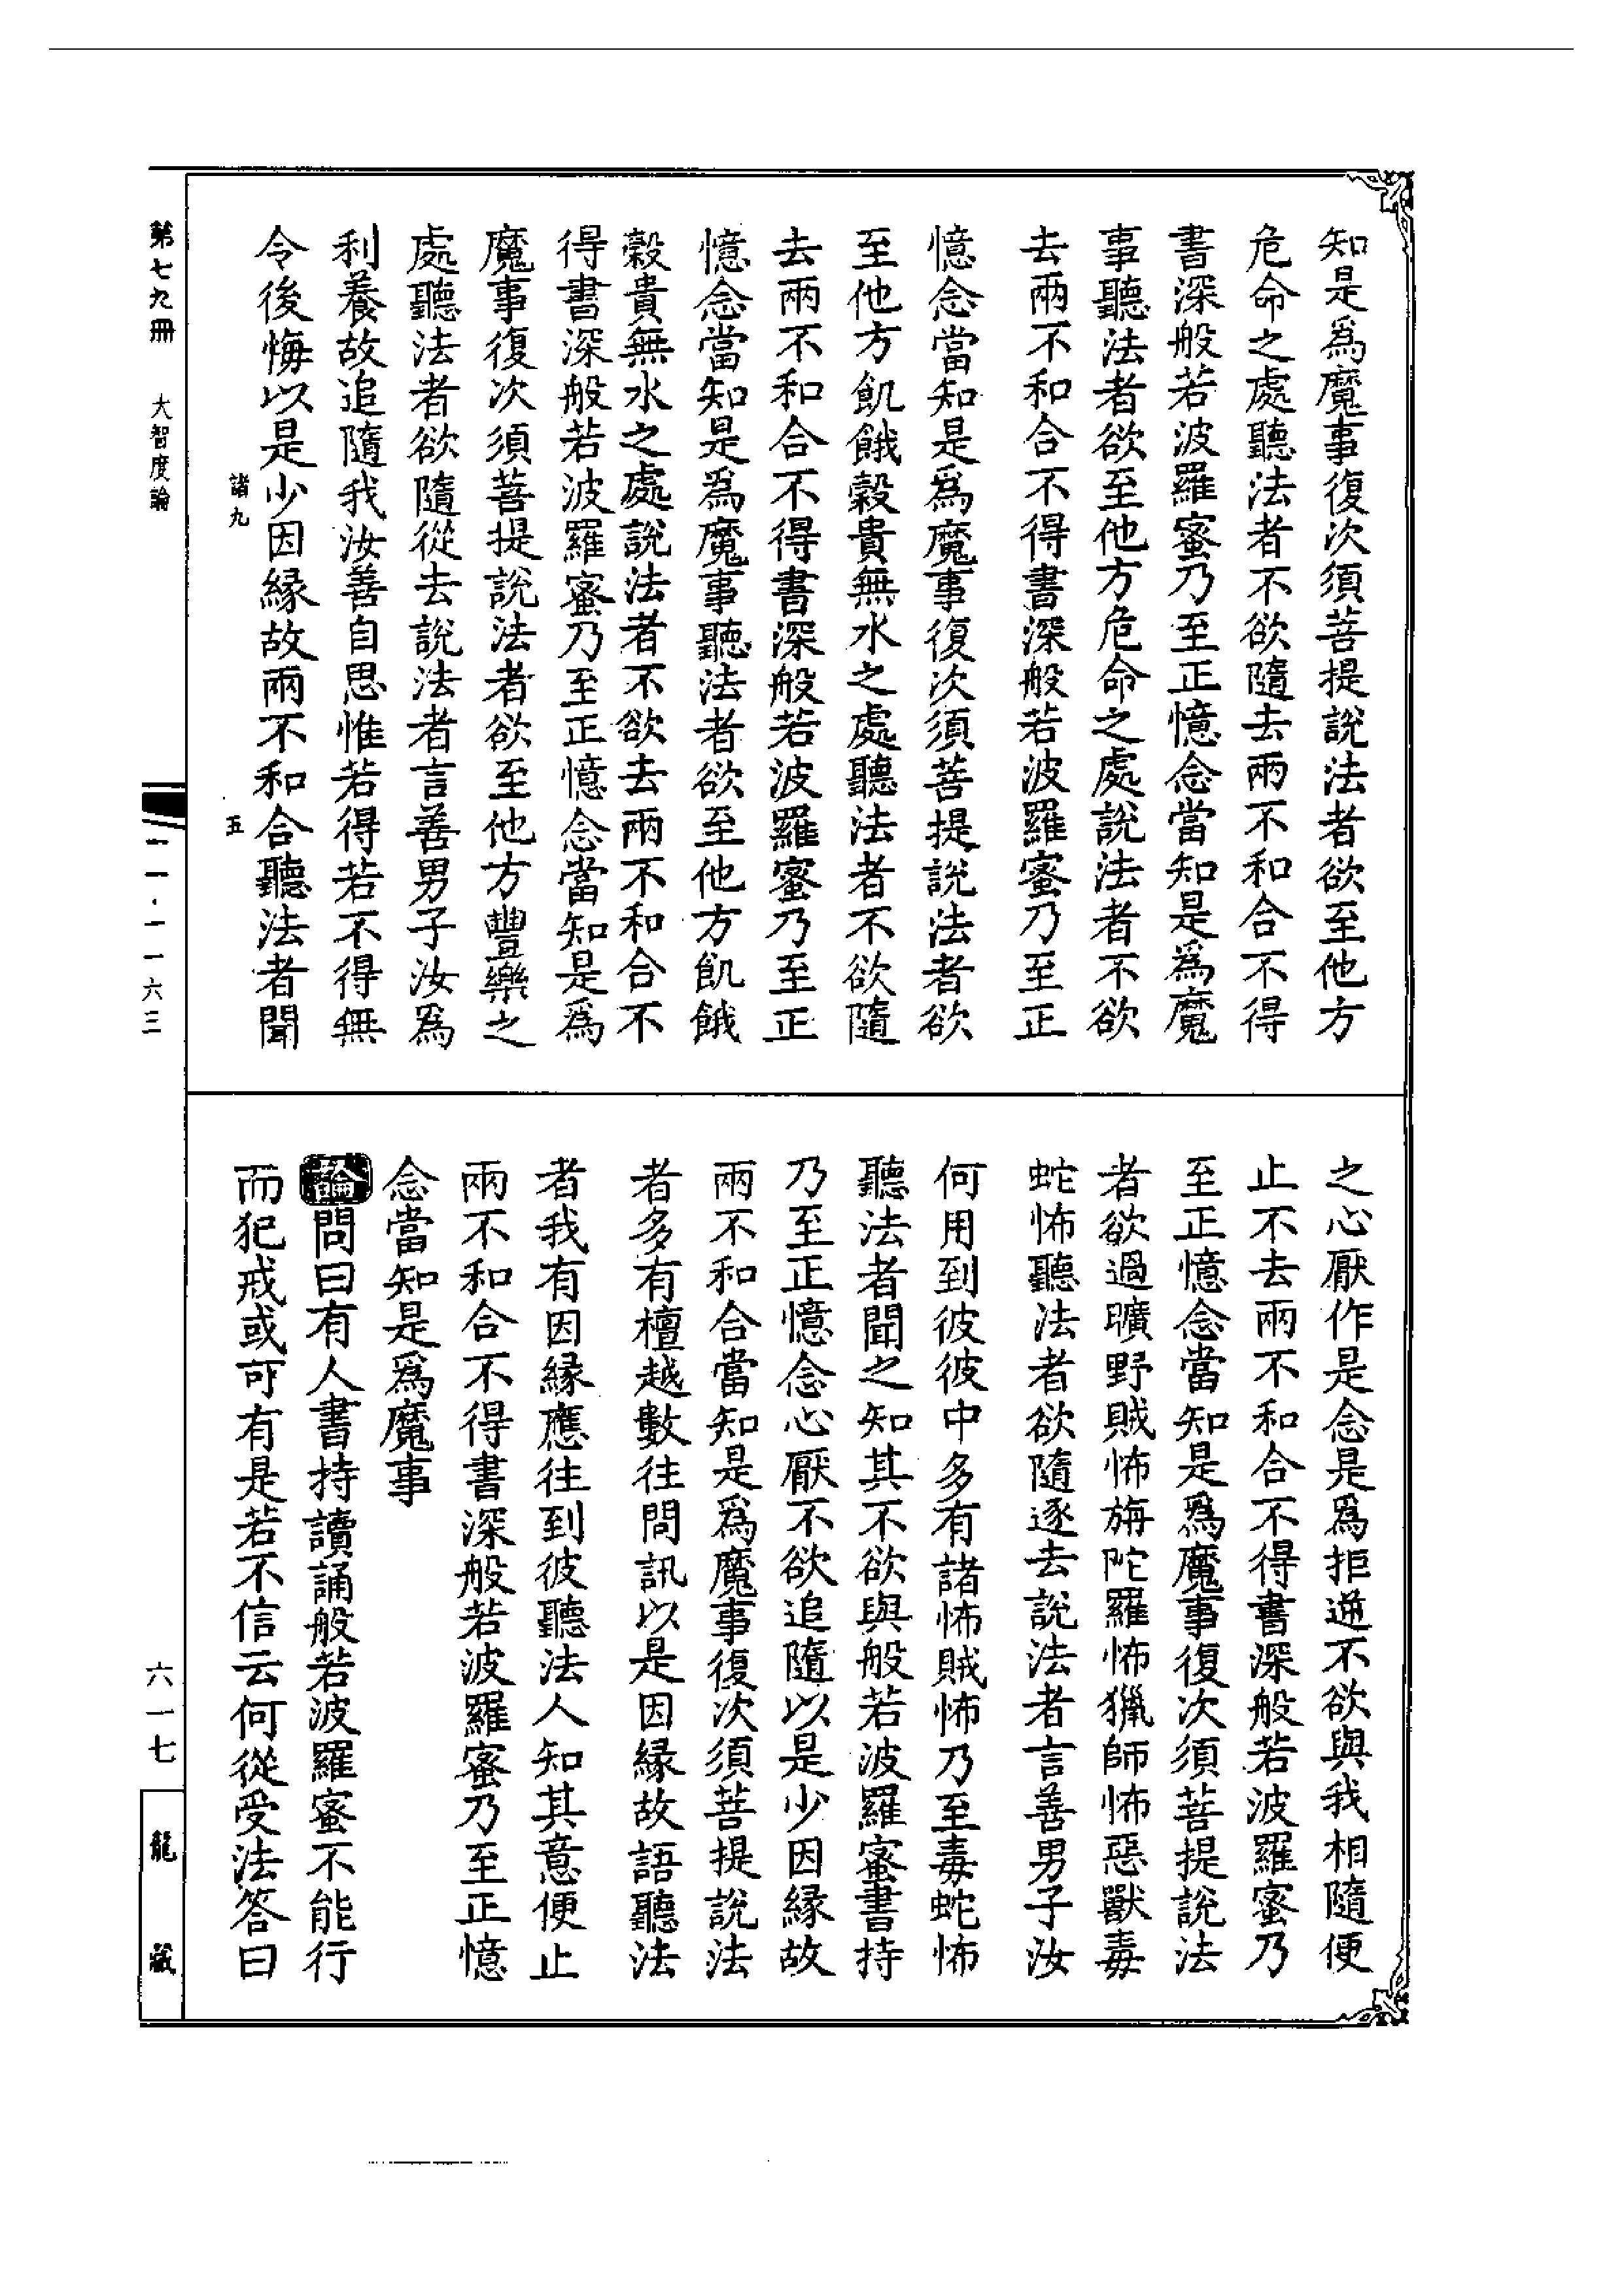 知是為魔事復次須菩提說法者欲至他方
危命之處聽法者不欲隨去兩不和合不得
書深般若波羅蜜乃至正憶念當知是為魔
事聽法者欲至他方危命之處說法者不欲
去兩不和合不得書深般若波羅蜜乃至正
憶念當知是為魔事復次須菩提說法者欲
至他方飢餓穀貴無水之處聽法者不欲隨
去兩不和合不得書深般若波羅蜜乃至正
憶念當知是為魔事聽法者欲至他方飢餓
穀貴無水之處說法者不欲去兩不和合不
得書深般若波羅蜜乃至正憶念當知是為
魔事復次須菩提說法者欲至他方豐樂之
處聽法者欲隨從去說法者言善男子汝為
利養故追隨我汝善自思惟若得若不得無
令後悔以是少因緣故兩不和合聽法者聞
諸九 五
之心厭作是念是為拒逆不欲與我相隨便
止不去兩不和合不得書深般若波羅蜜乃
至正憶念當知是為魔事復次須菩提說法
者欲過曠野賊怖旃陀羅怖獵師怖惡獸毒
蛇怖聽法者欲隨逐去說法者言善男子汝
何用到彼彼中多有諸怖賊怖乃至毒蛇怖
聽法者聞之知其不欲與般若波羅蜜書持
乃至正憶念心厭不欲追隨以是少因緣故
兩不和合當知是為魔事復次須菩提說法
者多有檀越數往問訊以是因緣故語聽法
者我有因緣應往到彼聽法人知其意便止
兩不和合不得書深般若波羅蜜乃至正憶
念當知是為魔事
論問曰有人書持讀誦般若波羅蜜不能行
而犯戒或可有是若不信云何從受法答曰
第七九冊 大智度論
一一·一一六三
六一七
龍藏